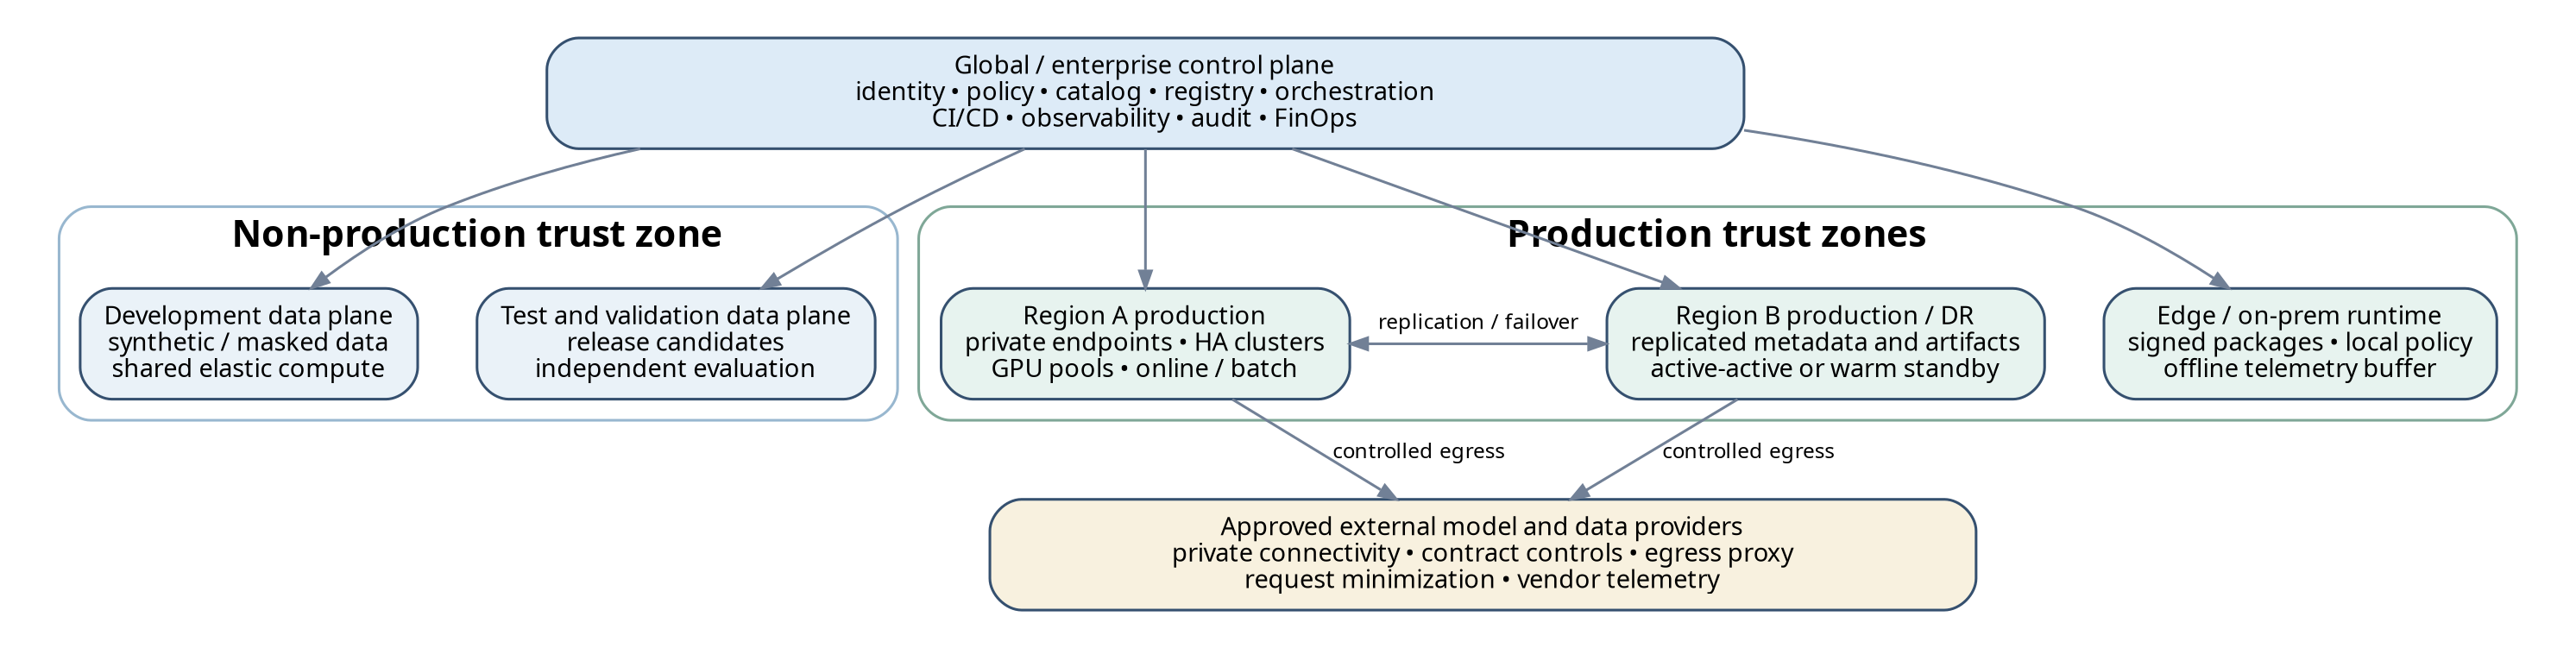 Global / enterprise control plane
identity • policy • catalog • registry • orchestration
CI/CD • observability • audit • FinOps
Non-production trust zone
Production trust zones
Development data plane
synthetic / masked data
shared elastic compute
Test and validation data plane
release candidates
independent evaluation
Region A production
private endpoints • HA clusters
GPU pools • online / batch
replication / failover
Region B production / DR
replicated metadata and artifacts
active-active or warm standby
Edge / on-prem runtime
signed packages • local policy
offline telemetry buffer
controlled egress
controlled egress
Approved external model and data providers
private connectivity • contract controls • egress proxy
request minimization • vendor telemetry